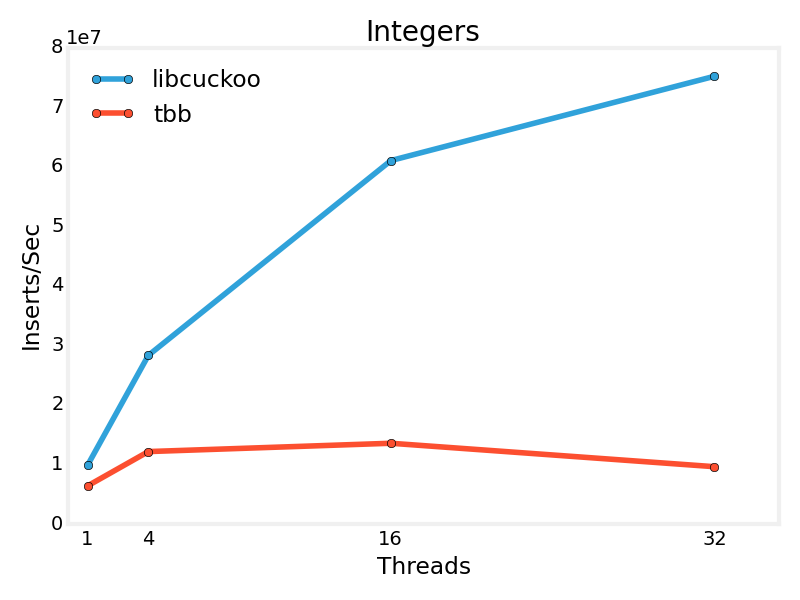 Integers
1e7
8
7
6
5
4
3
2
1
0
Inserts/Sec
libcuckoo
tbb
1 4 16 32
Threads